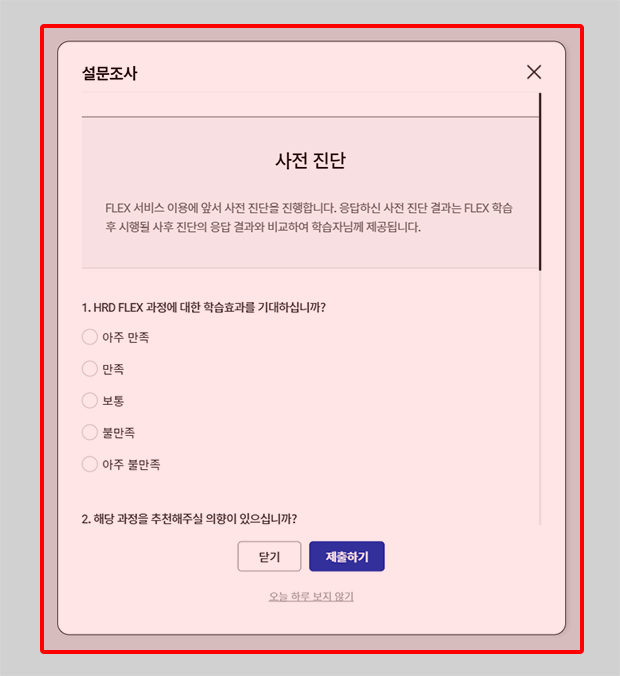 설문조사
사전 진단
FLEX 서비스 이용에 앞서 사전 진단을 진행합니다. 응답하신 사전 진단 결과는 FLEX 학습
후 시행될 사후 진단의 응답 결과와 비교하여 학습자님께 제공됩니다.
1. HRD FLEX 과정에 대한 학습효과를 기대하십니까?
아주 만족
만족
보통
불만족
아주 불만족
2. 해당 과정을 추천해주실 의향이 있으십니까?
닫기 제출하기
오늘 하루 보지 않기